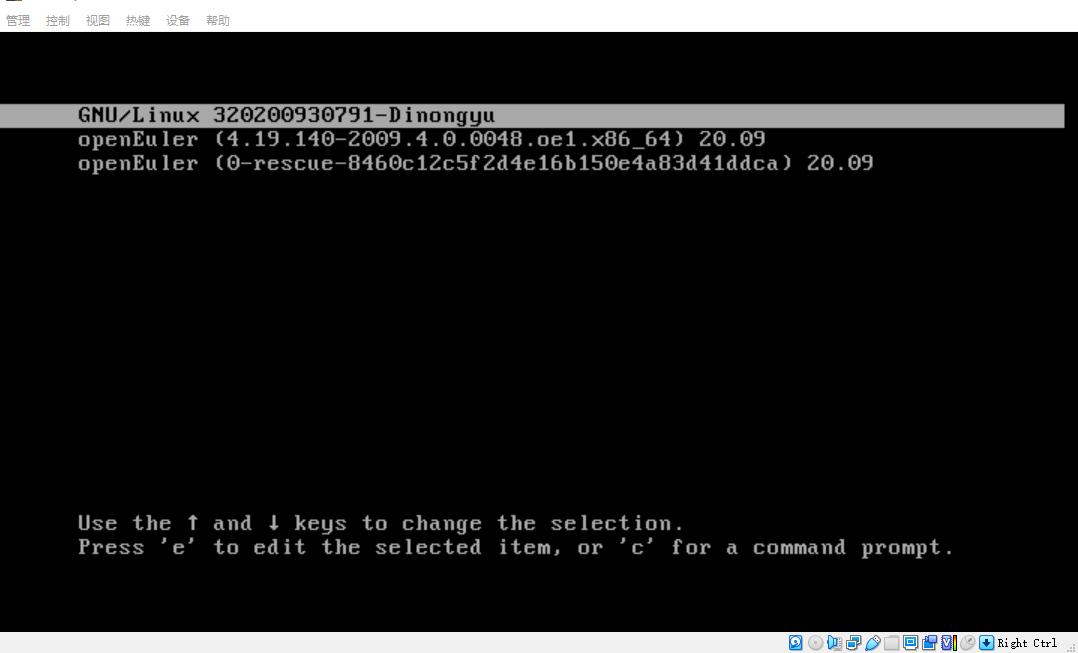 管理 控制 视图 热键 设备 帮助
GNU/Linux 320200930791-Dinongyu
openEuler (4.19.140-2009.4.0.0048.oe1.x86_64) 20.09
openEuler (0-rescue-8460c12c5f2d4e16b150e4a83d41ddca) 20.09
Use the ↑ and ↓ keys to change the selection.
Press 'e' to edit the selected item, or 'c' for a command prompt.
Right Ctrl